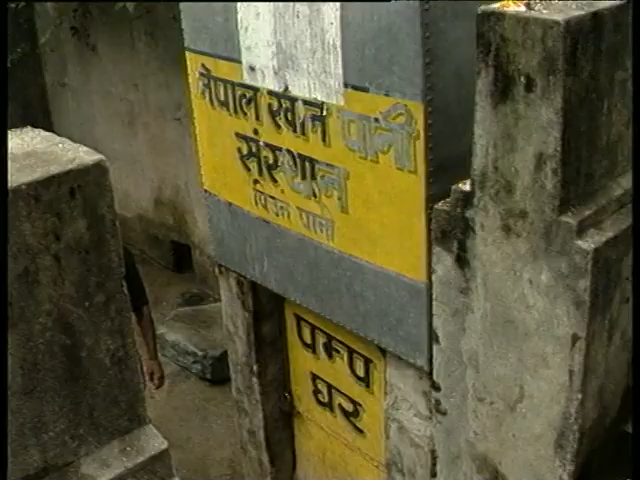 नेपाल खाने पानी
संस्थान
पिउने पानी
पम्प
घर